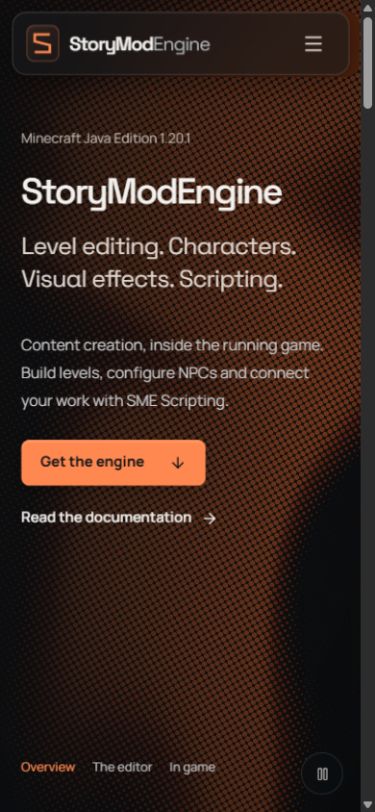 StoryModEngine
Minecraft Java Edition 1.20.1
StoryModEngine
Level editing. Characters.
Visual effects. Scripting.
Content creation, inside the running game.
Build levels, configure NPCs and connect
your work with SME Scripting.
Get the engine
Read the documentation
Overview The editor In game